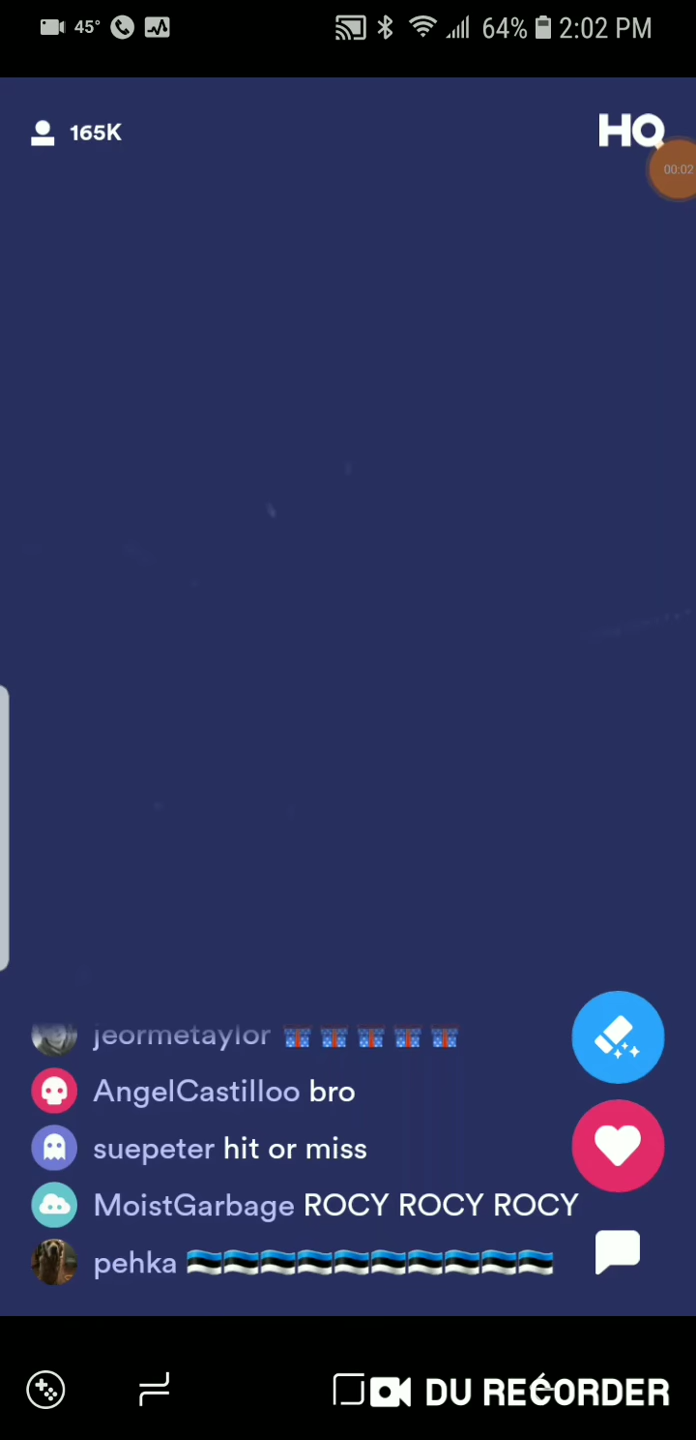 45° 64% 2:02 PM
165K HQ
00:02
jeormetaylor 🎁🎁🎁🎁🎁
AngelCastilloo bro
suepeter hit or miss
MoistGarbage ROCY ROCY ROCY
pehka 🇪🇪🇪🇪🇪🇪🇪🇪🇪🇪🇪🇪🇪🇪🇪🇪🇪🇪🇪🇪
DU RECORDER